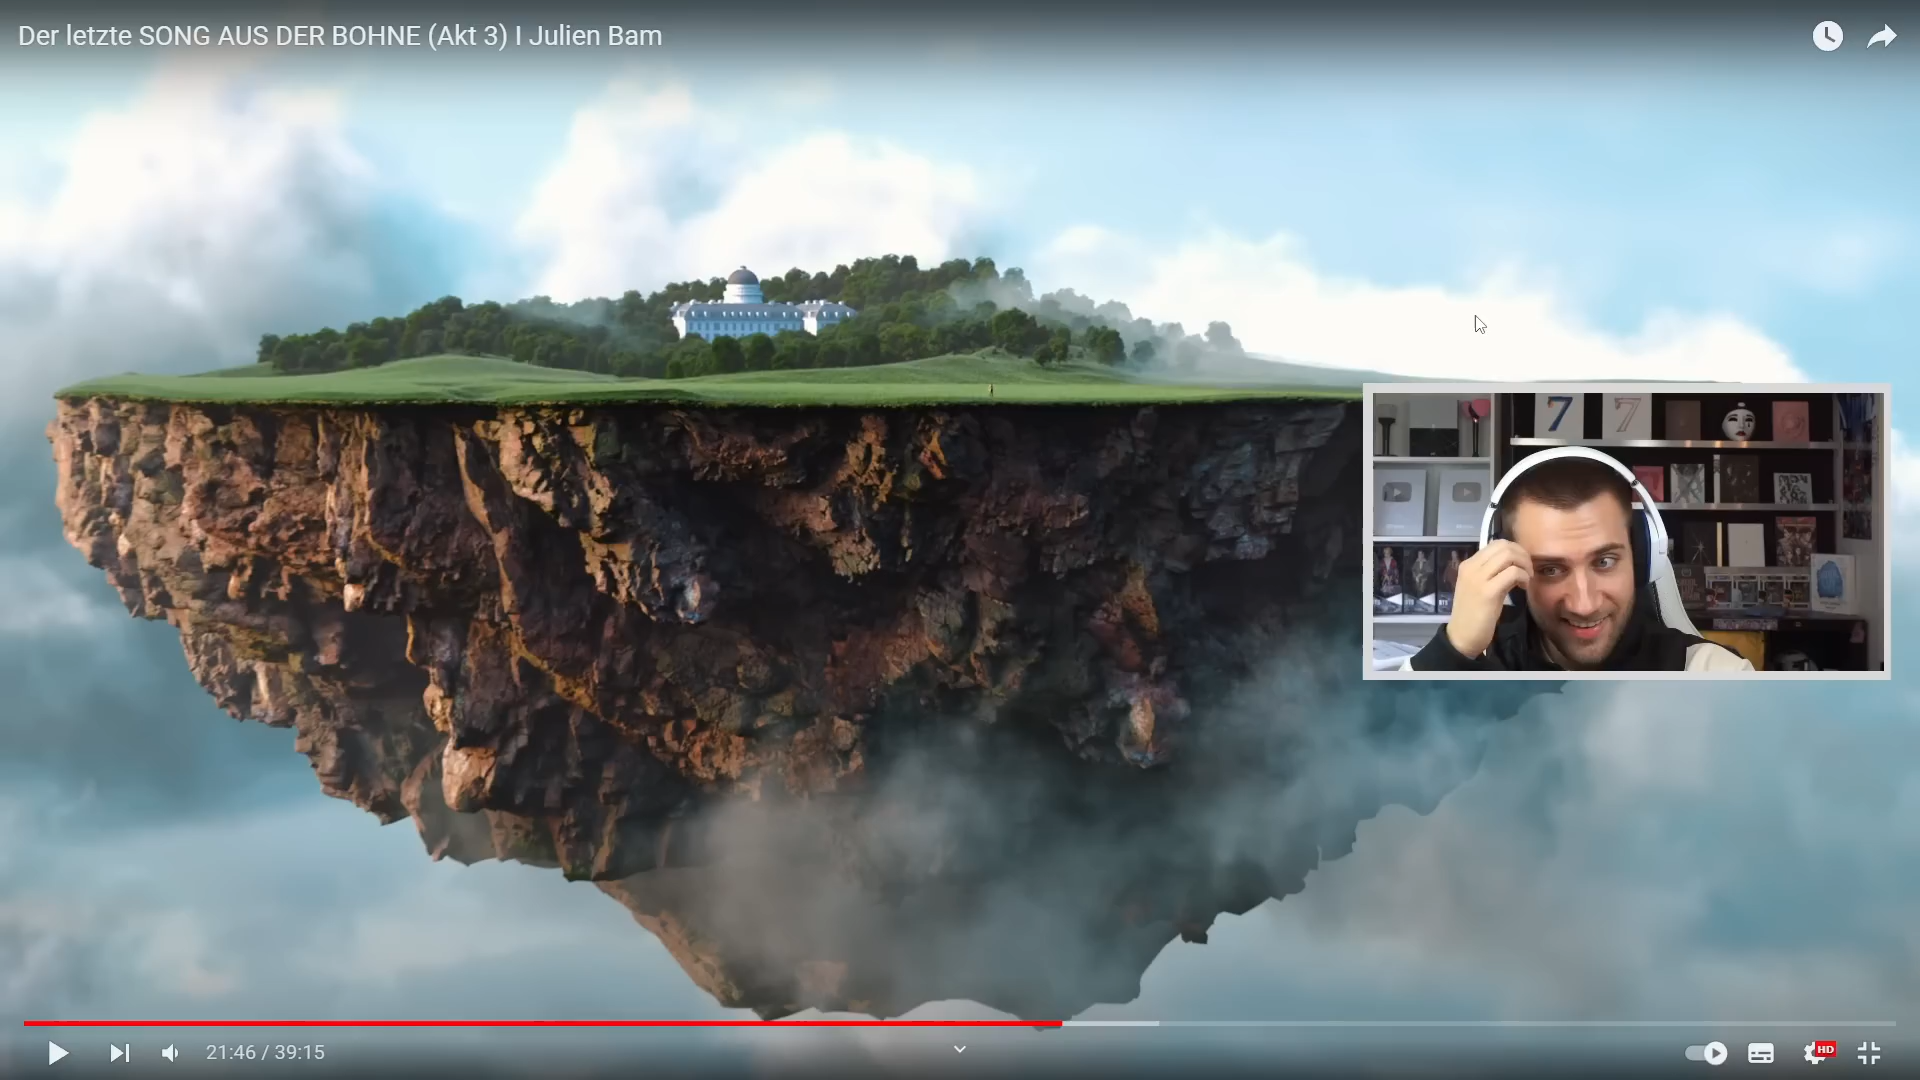 Der letzte SONG AUS DER BOHNE (Akt 3) I Julien Bam
7 7
21:46 / 39:15
HD